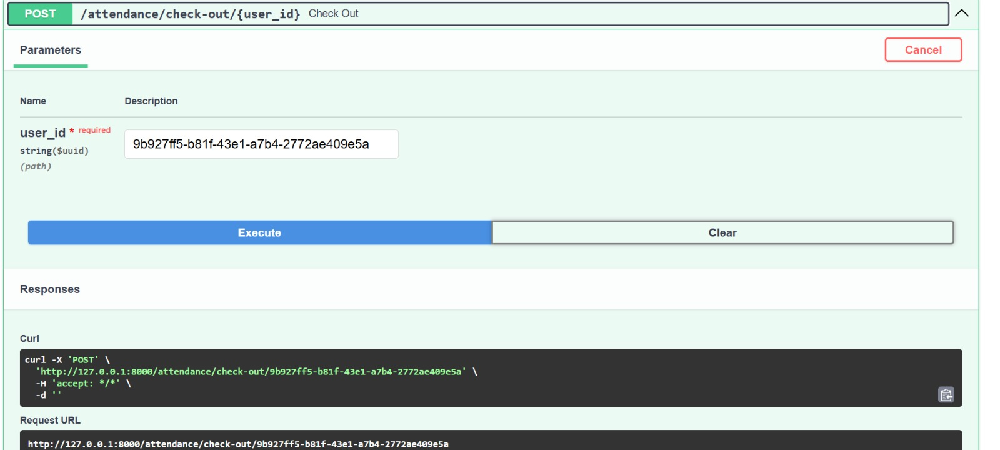 POST /attendance/check-out/{user_id} Check Out
Parameters
Cancel
Name Description
user_id * required
string($uuid)
(path)
9b927ff5-b81f-43e1-a7b4-2772ae409e5a
Execute Clear
Responses
Curl
curl -X 'POST' \
'http://127.0.0.1:8000/attendance/check-out/9b927ff5-b81f-43e1-a7b4-2772ae409e5a' \
-H 'accept: */*' \
-d ''
Request URL
http://127.0.0.1:8000/attendance/check-out/9b927ff5-b81f-43e1-a7b4-2772ae409e5a